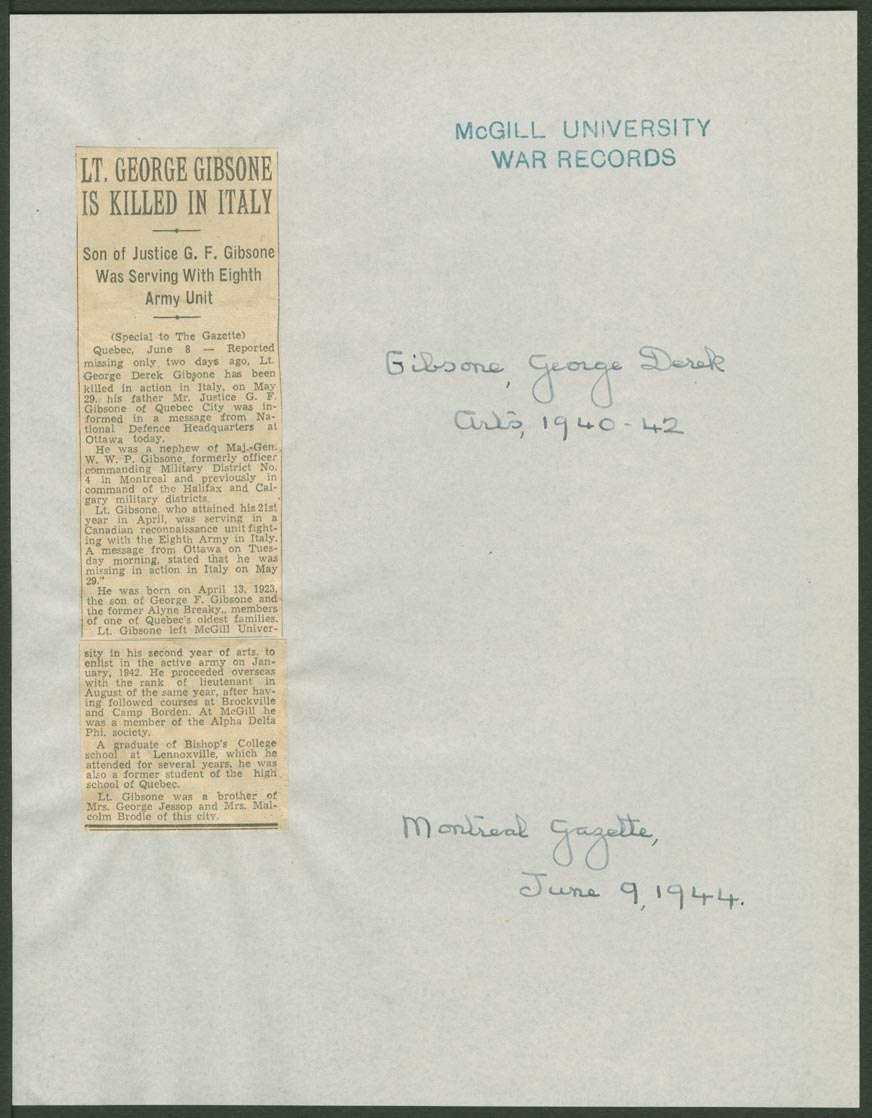 McGILL UNIVERSITY
WAR RECORDS
LT. GEORGE GIBSONE
IS KILLED IN ITALY
Son of Justice G. F. Gibsone
Was Serving With Eighth
Army Unit
(Special to The Gazette)
Quebec, June 8 — Reported
missing only two days ago, Lt.
George Derek Gibsone has been
killed in action in Italy, on May
29, his father Mr. Justice G. F.
Gibsone of Quebec City was in-
formed in a message from Na-
tional Defence Headquarters at
Ottawa today.
He was a nephew of Maj.-Gen.
W. W. P. Gibsone, formerly officer
commanding Military District No.
4 in Montreal and previously in
command of the Halifax and Cal-
gary military districts.
Lt. Gibsone, who attained his 21st
year in April, was serving in a
Canadian reconnaissance unit fight-
ing with the Eighth Army in Italy.
A message from Ottawa on Tues-
day morning, stated that he was
missing in action in Italy on May
29."
He was born on April 13, 1923,
the son of George F. Gibsone and
the former Alyne Breaky,, members
of one of Quebec's oldest families.
Lt. Gibsone left McGill Univer-
sity in his second year of arts, to
enlist in the active army on Jan-
uary, 1942. He proceeded overseas
with the rank of lieutenant in
August of the same year, after hav-
ing followed courses at Brockville
and Camp Borden. At McGill he
was a member of the Alpha Delta
Phi. society.
A graduate of Bishop's College
school at Lennoxville, which he
attended for several years, he was
also a former student of the high
school of Quebec.
Lt. Gibsone was a brother of
Mrs. George Jessop and Mrs. Mal-
colm Brodie of this city.
Gibsone, George Derek
Arts, 1940-42
Montreal Gazette,
June 9, 1944.